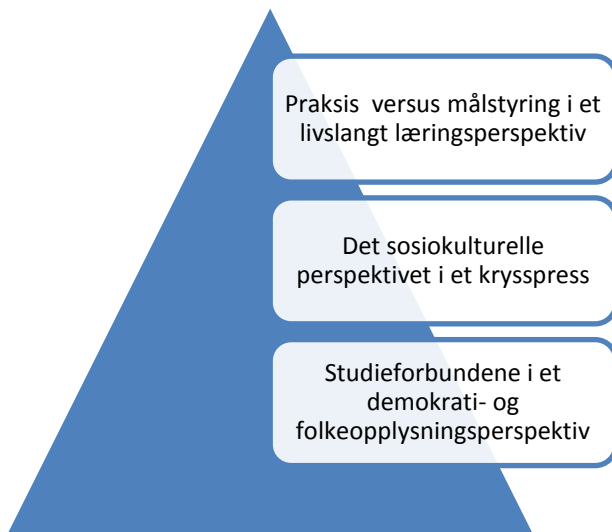 Praksis versus målstyring i et
livslangt læringsperspektiv
Det sosiokulturelle
perspektivet i et krysspress
Studieforbundene i et
demokrati- og
folkeopplysningsperspektiv